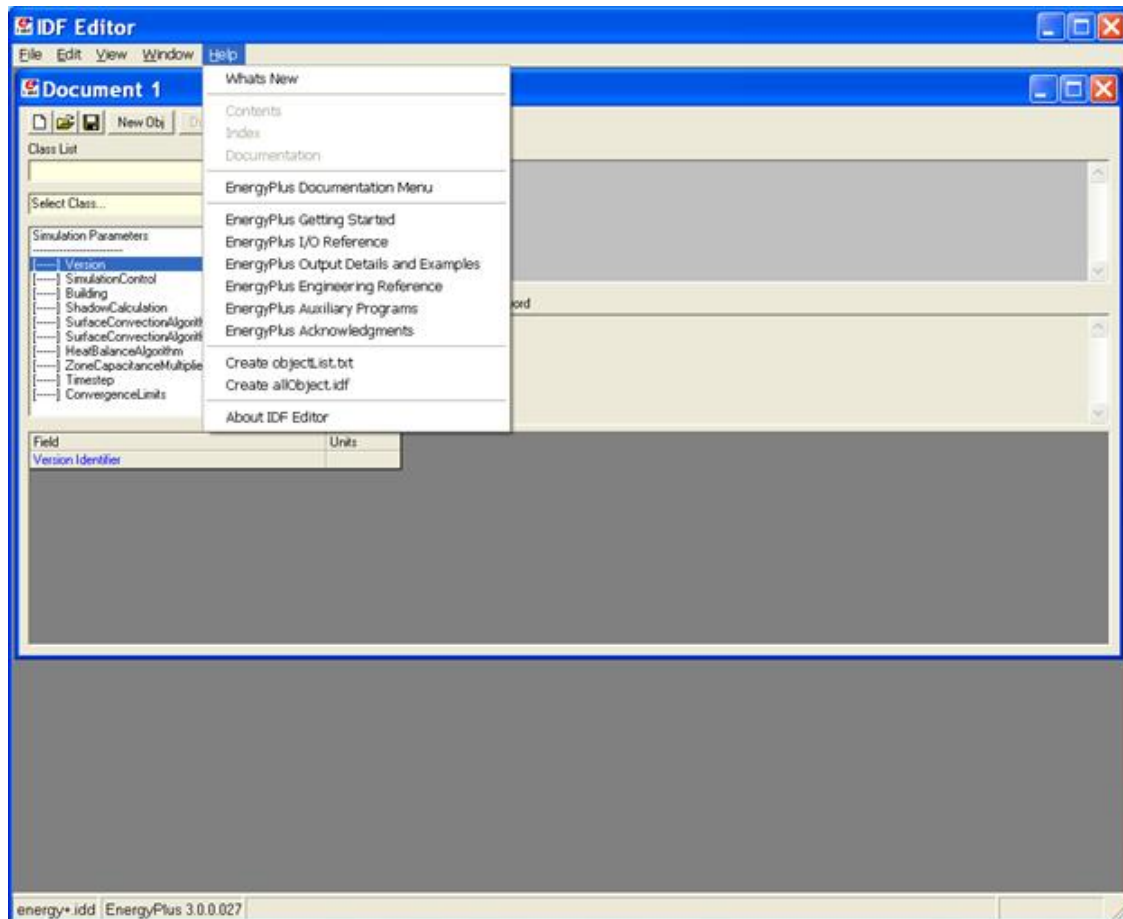 IDF Editor
File Edit View Window Help
Document 1
New Obj
Class List
Select Class...
Simulation Parameters
-----------------------
[-----] Version
[-----] SimulationControl
[-----] Building
[-----] ShadowCalculation
[-----] SurfaceConvectionAlgorith
[-----] SurfaceConvectionAlgorith
[-----] HeatBalanceAlgorithm
[-----] ZoneCapacitanceMultiplie
[-----] Timestep
[-----] ConvergenceLimits
Whats New
Contents
Index
Documentation
EnergyPlus Documentation Menu
EnergyPlus Getting Started
EnergyPlus I/O Reference
EnergyPlus Output Details and Examples
EnergyPlus Engineering Reference
EnergyPlus Auxiliary Programs
EnergyPlus Acknowledgments
Create objectList.txt
Create allObject.idf
About IDF Editor
ord
Field Units
Version Identifier
energy+.idd EnergyPlus 3.0.0.027